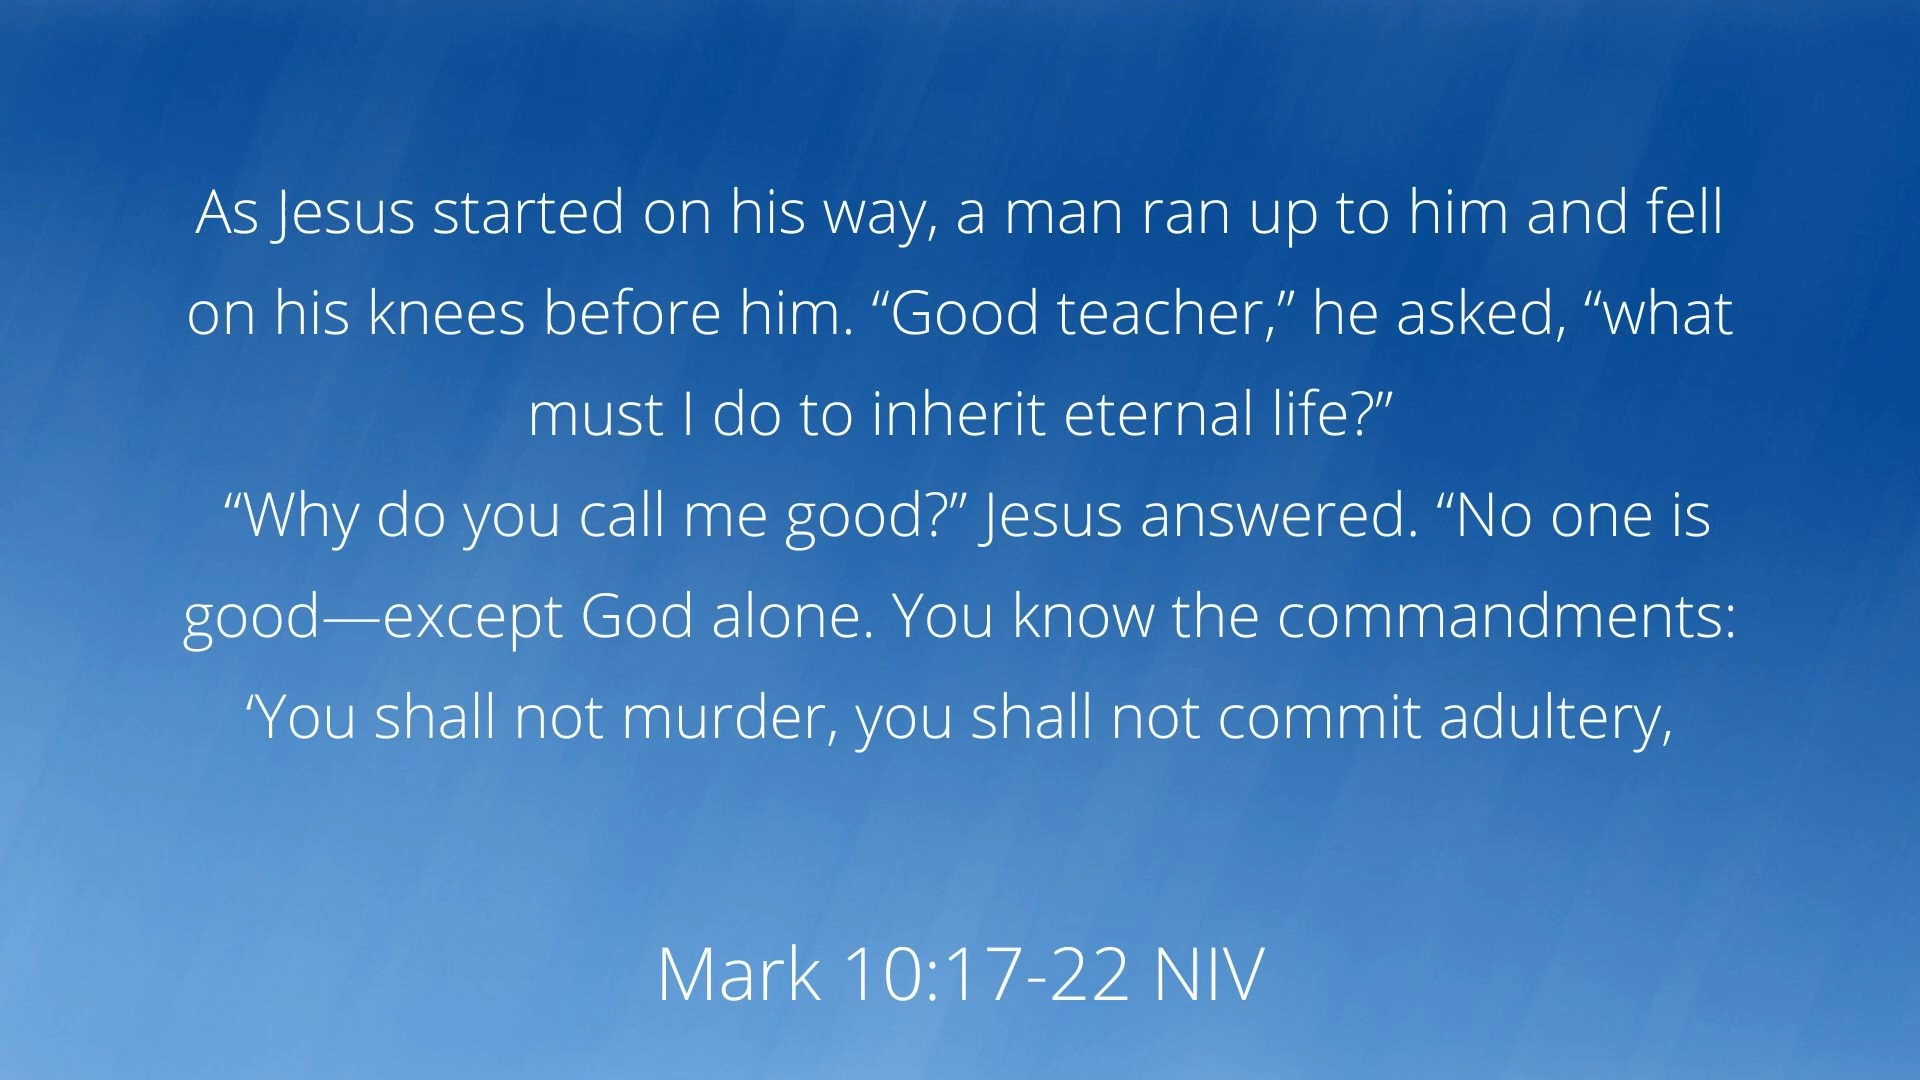 As Jesus started on his way, a man ran up to him and fell
on his knees before him. “Good teacher,” he asked, “what
must I do to inherit eternal life?”
“Why do you call me good?” Jesus answered. “No one is
good—except God alone. You know the commandments:
‘You shall not murder, you shall not commit adultery,
Mark 10:17-22 NIV